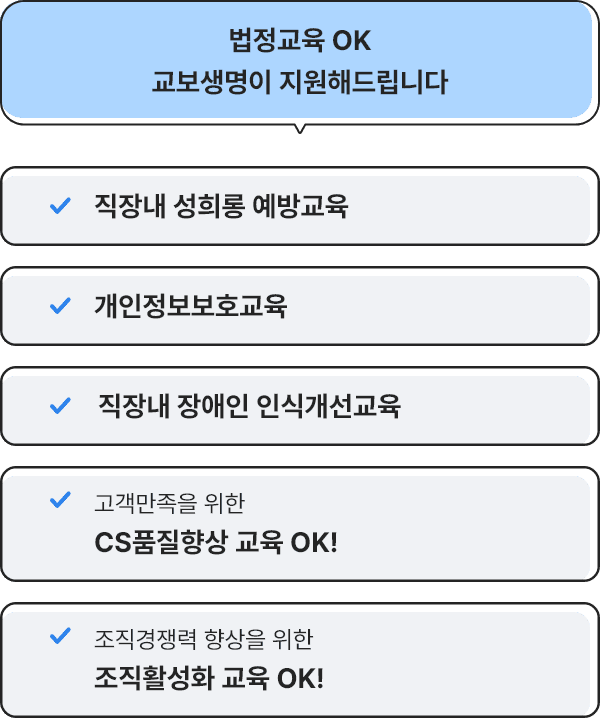 법정교육 OK
교보생명이 지원해드립니다
직장내 성희롱 예방교육
개인정보보호교육
직장내 장애인 인식개선교육
고객만족을 위한
CS품질향상 교육 OK!
조직경쟁력 향상을 위한
조직활성화 교육 OK!